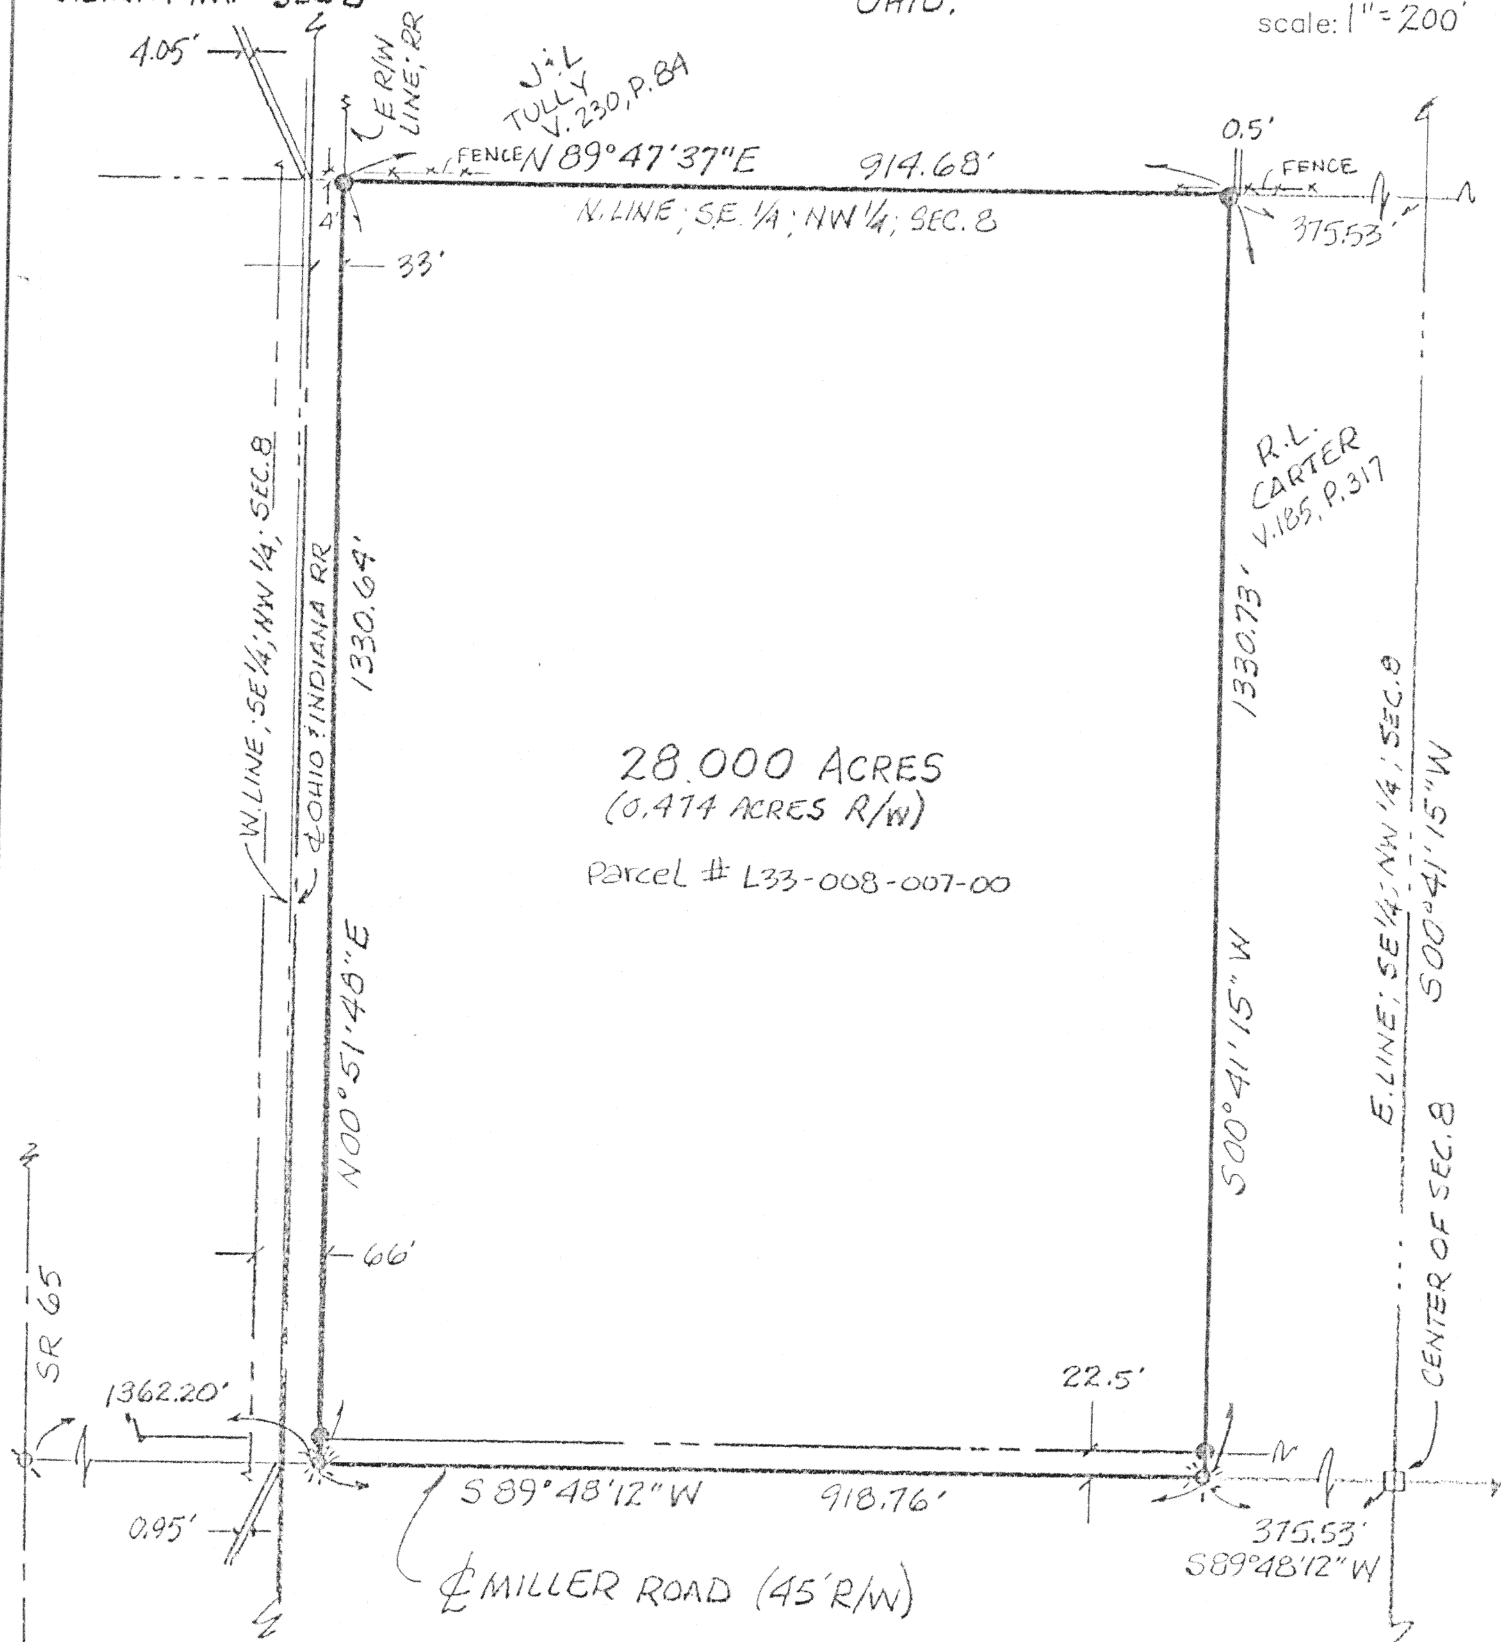 OHIO.
scale: 1"=200'
4.05'
E R/W
LINE; RR
J & L
TULLY
V. 230, P. 84
FENCE
N 89°47'37"E 914.68'
0.5'
FENCE
N. LINE; SE 1/4; NW 1/4; SEC. 8
375.53'
4'
33'
R.L.
CARTER
V. 185, P. 317
W. LINE; SE 1/4; NW 1/4; SEC. 8
℄ OHIO & INDIANA RR
1330.64'
N00°51'48"E
1330.73'
S00°41'15"W
28.000 ACRES
(0.474 ACRES R/W)
Parcel # L33-008-007-00
E. LINE; SE 1/4; NW 1/4; SEC. 8
S00°41'15"W
CENTER OF SEC. 8
66'
SR 65
1362.20'
22.5'
S 89°48'12"W 918.76'
0.95'
375.53'
S89°48'12"W
℄ MILLER ROAD (45' R/W)